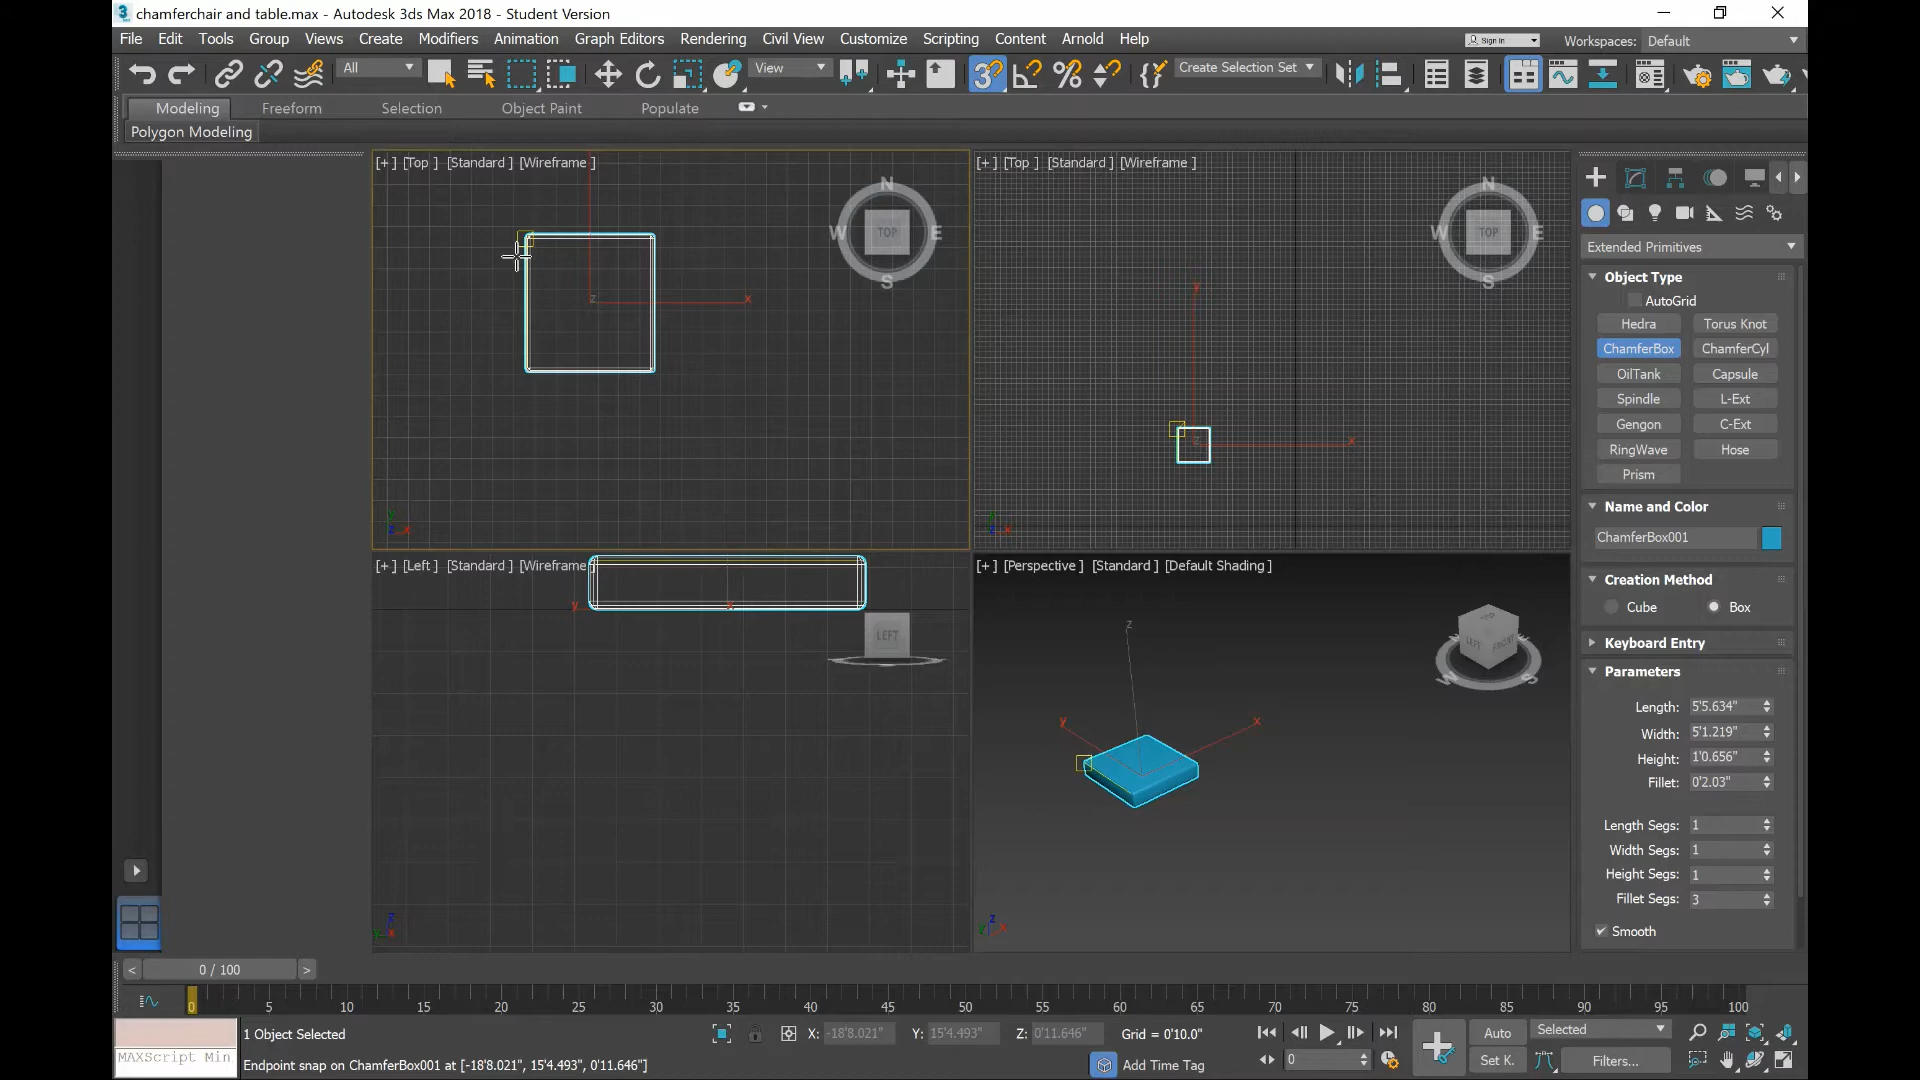 chamferchair and table.max - Autodesk 3ds Max 2018 - Student Version
File Edit Tools Group Views Create Modifiers Animation Graph Editors Rendering Civil View Customize Scripting Content Arnold Help Sign In Workspaces: Default
All View 3 Create Selection Set
Modeling Freeform Selection Object Paint Populate
Polygon Modeling
[+] [Top ] [Standard ] [Wireframe ]
[+] [Top ] [Standard ] [Wireframe ]
N
W TOP E
S
z x
y
z x
N
W TOP E
S
y
z x
z x
[+] [Left ] [Standard ] [Wireframe ]
y x
LEFT
z
y x
[+] [Perspective ] [Standard ] [Default Shading ]
z
y x
TOP
LEFT FRONT
W S
z
y x
Extended Primitives
Object Type
AutoGrid
Hedra Torus Knot
ChamferBox ChamferCyl
OilTank Capsule
Spindle L-Ext
Gengon C-Ext
RingWave Hose
Prism
Name and Color
ChamferBox001
Creation Method
Cube Box
Keyboard Entry
Parameters
Length: 5'5.634"
Width: 5'1.219"
Height: 1'0.656"
Fillet: 0'2.03"
Length Segs: 1
Width Segs: 1
Height Segs: 1
Fillet Segs: 3
Smooth
< 0 / 100 >
0 5 10 15 20 25 30 35 40 45 50 55 60 65 70 75 80 85 90 95 100
1 Object Selected X: -18'8.021" Y: 15'4.493" Z: 0'11.646" Grid = 0'10.0" Auto Selected
MAXScript Min Endpoint snap on ChamferBox001 at [-18'8.021", 15'4.493", 0'11.646"] Add Time Tag 0 Set K. Filters...